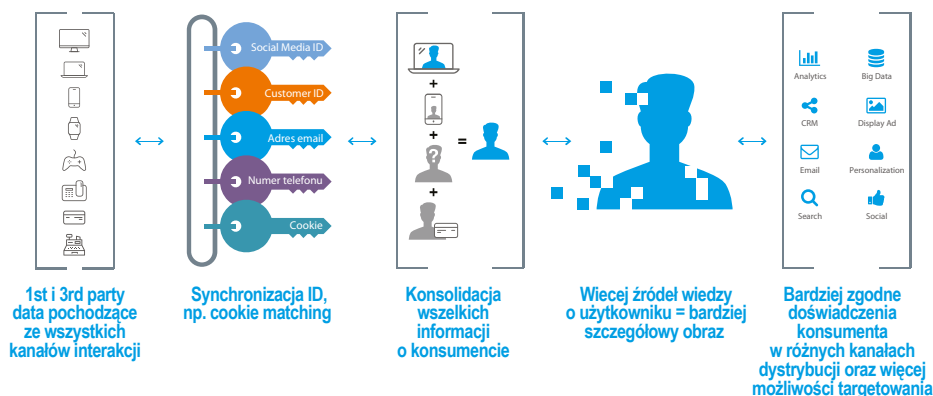 Social Media ID
Customer ID
Adres email
Numer telefonu
Cookie
+
+
?
+
=
Analytics
Big Data
CRM
Display Ad
Email
Personalization
Search
Social
1st i 3rd party
data pochodzące
ze wszystkich
kanałów interakcji
Synchronizacja ID,
np. cookie matching
Konsolidacja
wszelkich
informacji
o konsumencie
Wiecej źródeł wiedzy
o użytkowniku = bardziej
szczegółowy obraz
Bardziej zgodne
doświadczenia
konsumenta
w różnych kanałach
dystrybucji oraz więcej
możliwości targetowania